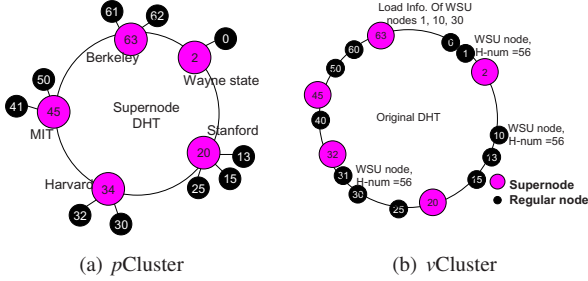 61
62
63
Berkeley
0
2
Wayne state
50
41
45
MIT
Supernode
DHT
Stanford
20
13
15
25
Harvard
34
32
30
(a) pCluster
Load Info. Of WSU
nodes 1, 10, 30
63
0
1
WSU node,
H-num =56
2
60
50
45
40
Original DHT
10
WSU node,
H-num =56
13
32
31
WSU node,
H-num =56
30
25
20
15
Supernode
Regular node
(b) vCluster